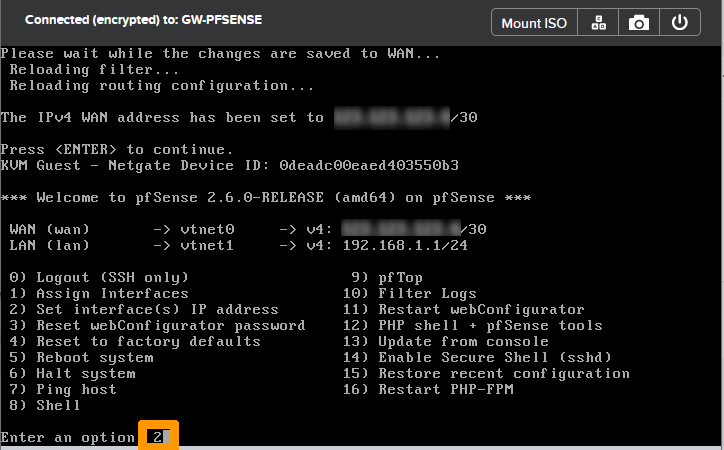 Connected (encrypted) to: GW-PFSENSE
Mount ISO
Please wait while the changes are saved to WAN...
Reloading filter...
Reloading routing configuration...
The IPv4 WAN address has been set to /30
Press <ENTER> to continue.
KVM Guest - Netgate Device ID: 0deadc00eaed403550b3
*** Welcome to pfSense 2.6.0-RELEASE (amd64) on pfSense ***
WAN (wan) -> vtnet0 -> v4: /30
LAN (lan) -> vtnet1 -> v4: 192.168.1.1/24
0) Logout (SSH only) 9) pfTop
1) Assign Interfaces 10) Filter Logs
2) Set interface(s) IP address 11) Restart webConfigurator
3) Reset webConfigurator password 12) PHP shell + pfSense tools
4) Reset to factory defaults 13) Update from console
5) Reboot system 14) Enable Secure Shell (sshd)
6) Halt system 15) Restore recent configuration
7) Ping host 16) Restart PHP-FPM
8) Shell
Enter an option 2